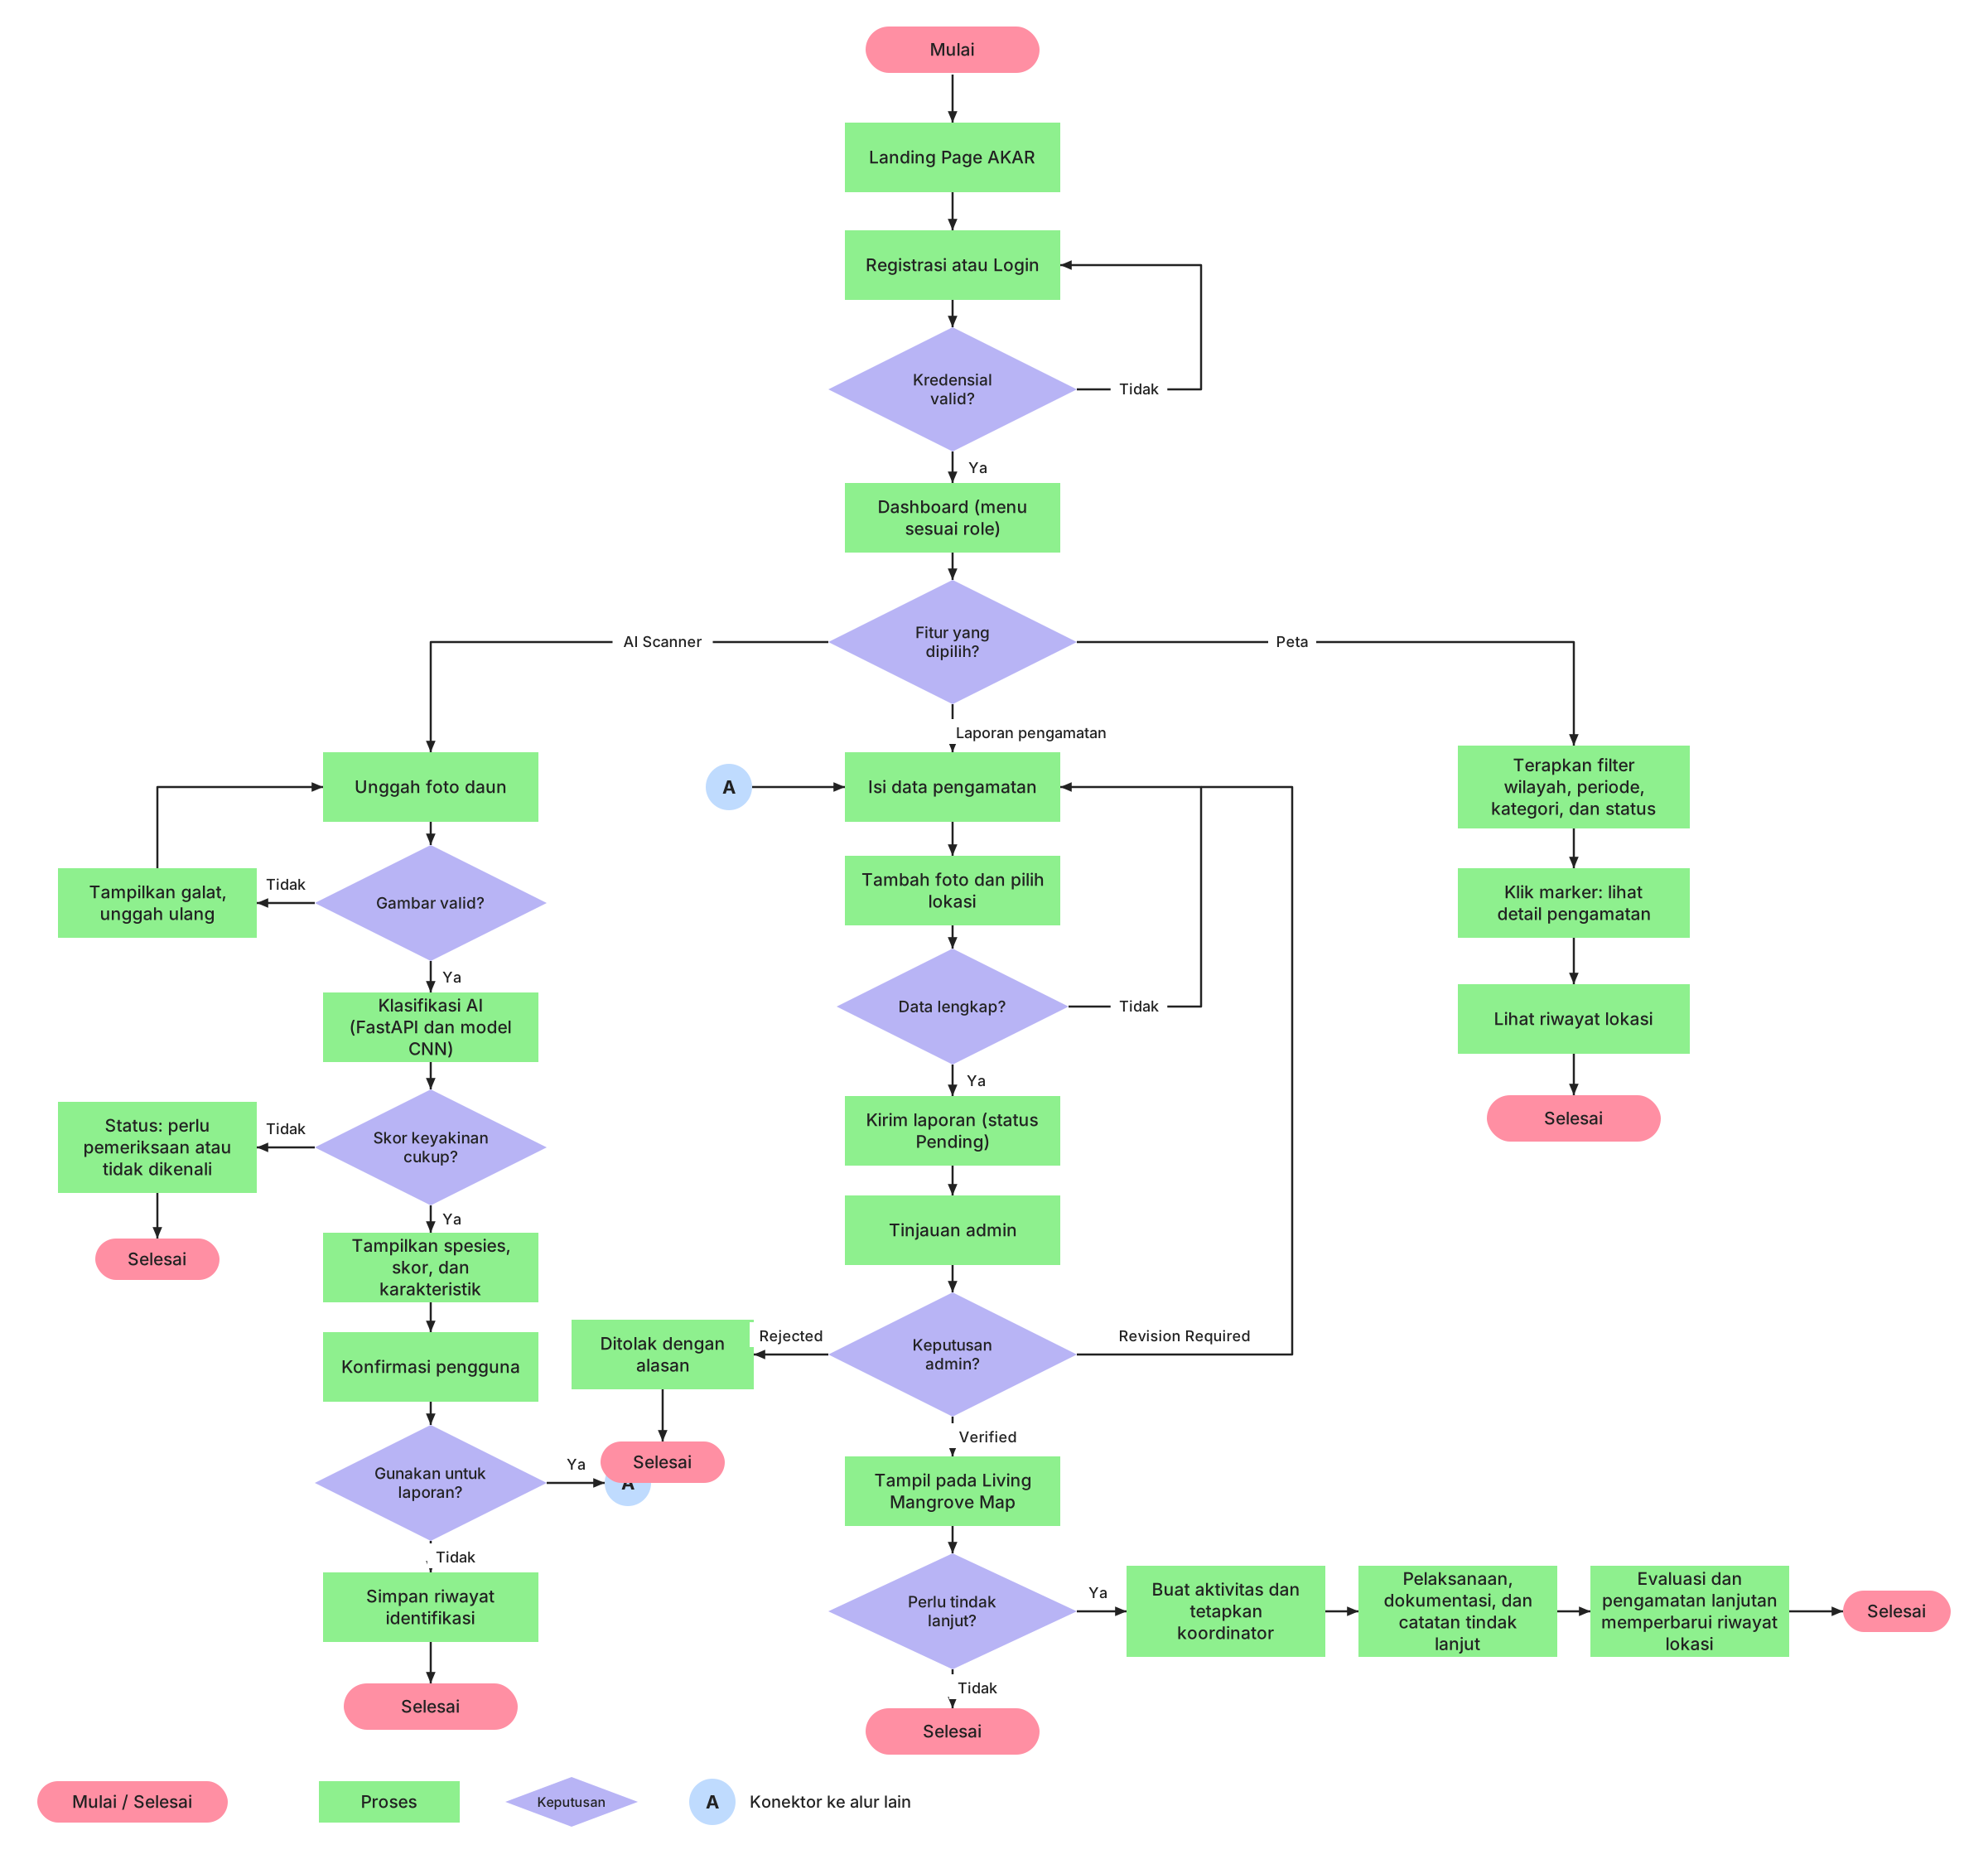 Mulai
Landing Page AKAR
Registrasi atau Login
Kredensial
valid?
Tidak
Ya
Dashboard (menu
sesuai role)
Fitur yang
dipilih?
AI Scanner
Peta
Laporan pengamatan
Unggah foto daun
A
Isi data pengamatan
Terapkan filter
wilayah, periode,
kategori, dan status
Tampilkan galat,
unggah ulang
Tidak
Gambar valid?
Tambah foto dan pilih
lokasi
Klik marker: lihat
detail pengamatan
Ya
Klasifikasi AI
(FastAPI dan model
CNN)
Data lengkap?
Tidak
Lihat riwayat lokasi
Ya
Status: perlu
pemeriksaan atau
tidak dikenali
Tidak
Skor keyakinan
cukup?
Kirim laporan (status
Pending)
Selesai
Ya
Selesai
Tampilkan spesies,
skor, dan
karakteristik
Tinjauan admin
Konfirmasi pengguna
Ditolak dengan
alasan
Rejected
Keputusan
admin?
Revision Required
Verified
Gunakan untuk
laporan?
Ya
A
Selesai
Tampil pada Living
Mangrove Map
Tidak
Simpan riwayat
identifikasi
Perlu tindak
lanjut?
Ya
Buat aktivitas dan
tetapkan
koordinator
Pelaksanaan,
dokumentasi, dan
catatan tindak
lanjut
Evaluasi dan
pengamatan lanjutan
memperbarui riwayat
lokasi
Selesai
Tidak
Selesai
Selesai
Mulai / Selesai
Proses
Keputusan
A
Konektor ke alur lain